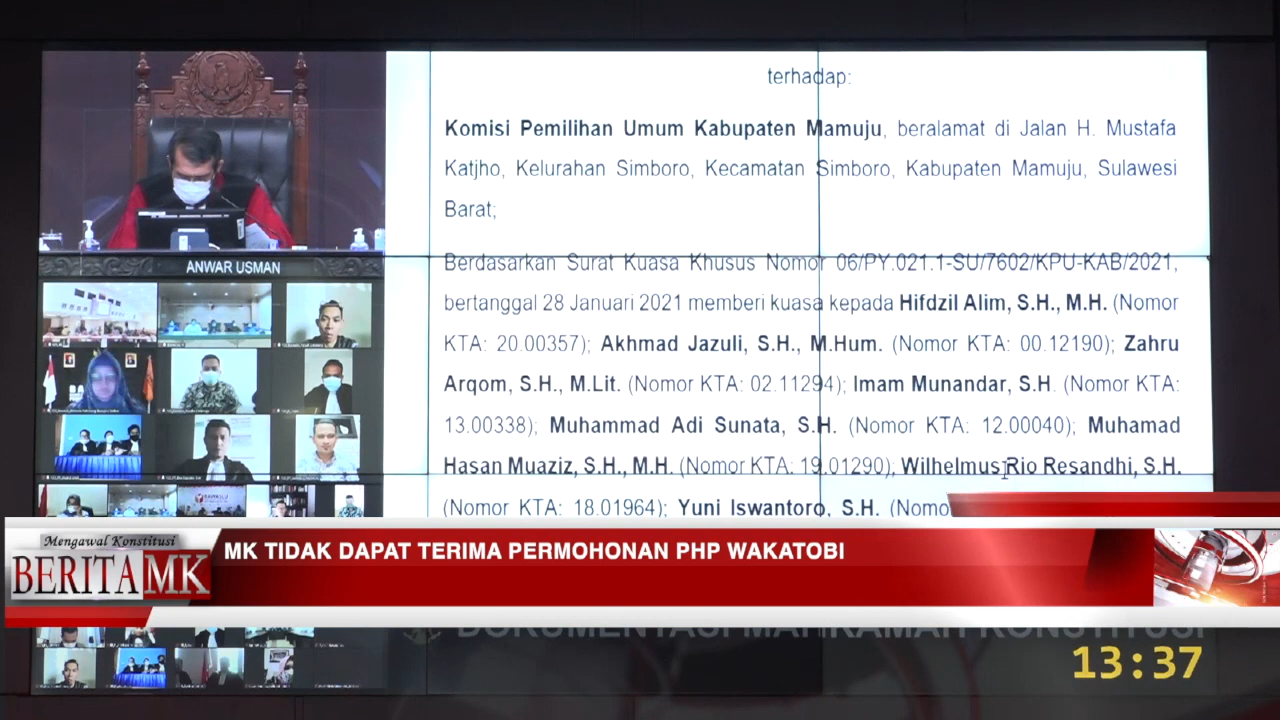 terhadap:
Komisi Pemilihan Umum Kabupaten Mamuju, beralamat di Jalan H. Mustafa
Katjho, Kelurahan Simboro, Kecamatan Simboro, Kabupaten Mamuju, Sulawesi
Barat;
Berdasarkan Surat Kuasa Khusus Nomor 06/PY.021.1-SU/7602/KPU-KAB/2021,
bertanggal 28 Januari 2021 memberi kuasa kepada Hifdzil Alim, S.H., M.H. (Nomor
KTA: 20.00357); Akhmad Jazuli, S.H., M.Hum. (Nomor KTA: 00.12190); Zahru
Arqom, S.H., M.Lit. (Nomor KTA: 02.11294); Imam Munandar, S.H. (Nomor KTA:
13.00338); Muhammad Adi Sunata, S.H. (Nomor KTA: 12.00040); Muhamad
Hasan Muaziz, S.H., M.H. (Nomor KTA: 19.01290); Wilhelmus Rio Resandhi, S.H.
(Nomor KTA: 18.01964); Yuni Iswantoro, S.H. (Nomo
ANWAR USMAN
Mengawal Konstitusi
BERITA MK
MK TIDAK DAPAT TERIMA PERMOHONAN PHP WAKATOBI
DOKUMENTASI MAHKAMAH KONSTITUSI
13:37